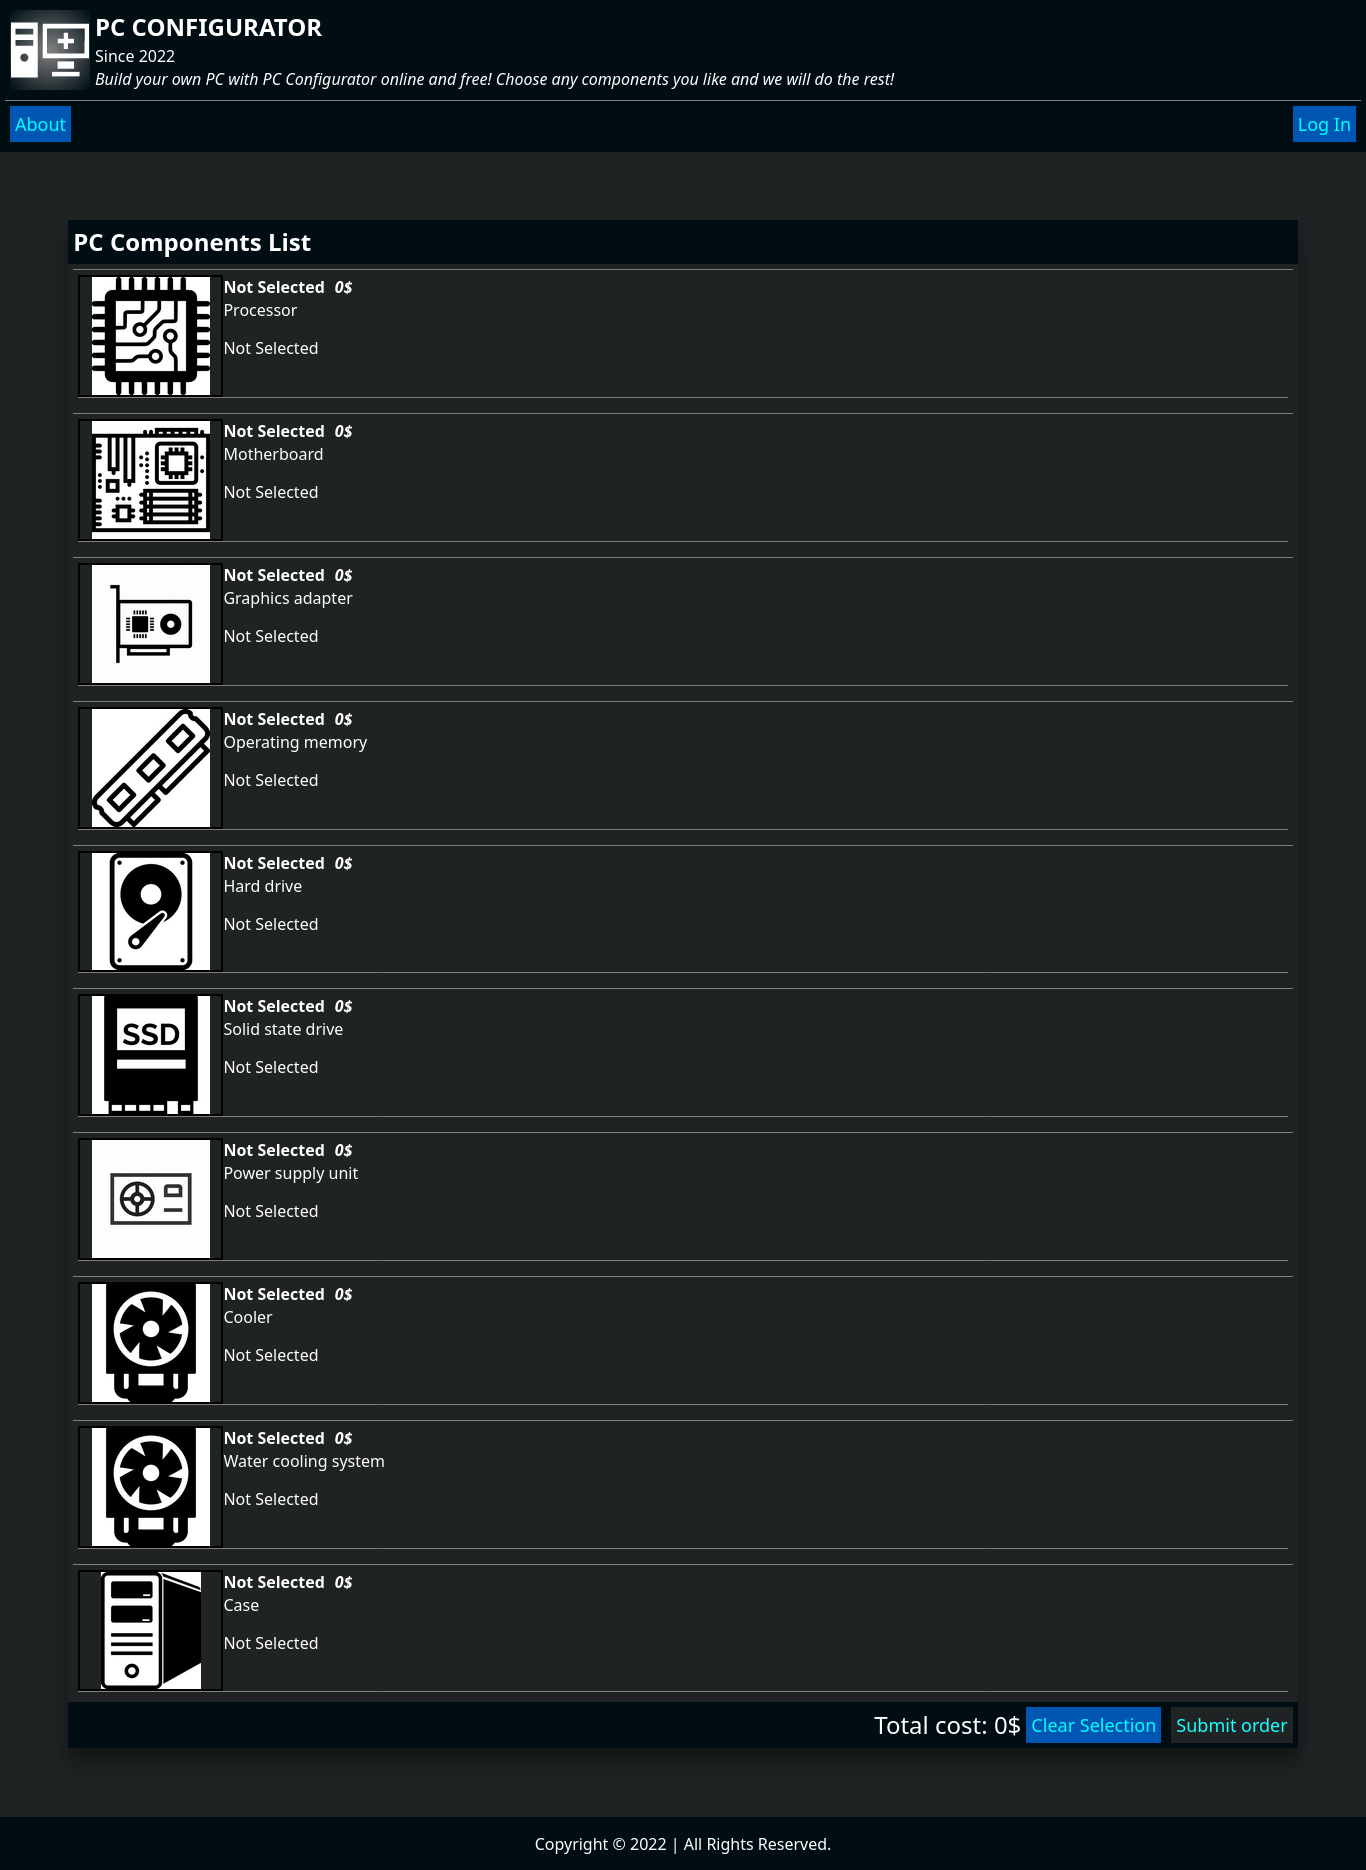 PC CONFIGURATOR
Since 2022
Build your own PC with PC Configurator online and free! Choose any components you like and we will do the rest!
About
Log In
PC Components List
Not Selected 0$
Processor
Not Selected
Not Selected 0$
Motherboard
Not Selected
Not Selected 0$
Graphics adapter
Not Selected
Not Selected 0$
Operating memory
Not Selected
Not Selected 0$
Hard drive
Not Selected
SSD
Not Selected 0$
Solid state drive
Not Selected
Not Selected 0$
Power supply unit
Not Selected
Not Selected 0$
Cooler
Not Selected
Not Selected 0$
Water cooling system
Not Selected
Not Selected 0$
Case
Not Selected
Total cost: 0$
Clear Selection
Submit order
Copyright © 2022 | All Rights Reserved.